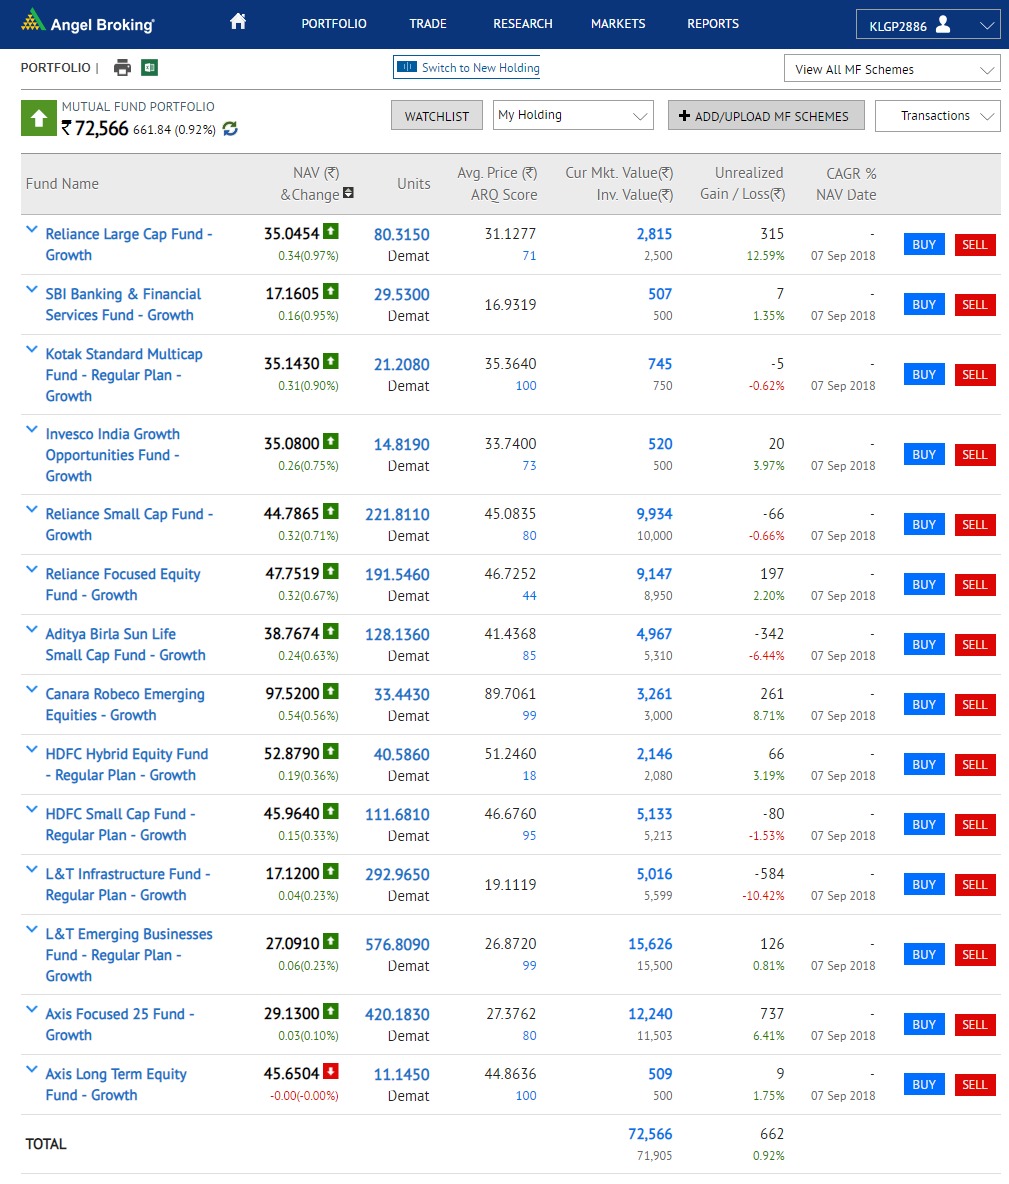 Angel Broking
PORTFOLIO TRADE RESEARCH MARKETS REPORTS
KLGP2886
PORTFOLIO |
Switch to New Holding
View All MF Schemes
MUTUAL FUND PORTFOLIO
₹ 72,566 661.84 (0.92%)
WATCHLIST
My Holding
+ ADD/UPLOAD MF SCHEMES
Transactions
Fund Name NAV (₹) &Change Units Avg. Price (₹) ARQ Score Cur Mkt. Value(₹) Inv. Value(₹) Unrealized Gain / Loss(₹) CAGR % NAV Date
Reliance Large Cap Fund - 35.0454 80.3150 31.1277 2,815 315 - BUY SELL
Growth 0.34(0.97%) Demat 71 2,500 12.59% 07 Sep 2018
SBI Banking & Financial 17.1605 29.5300 16.9319 507 7 - BUY SELL
Services Fund - Growth 0.16(0.95%) Demat 500 1.35% 07 Sep 2018
Kotak Standard Multicap
Fund - Regular Plan - 35.1430 21.2080 35.3640 745 -5 - BUY SELL
Growth 0.31(0.90%) Demat 100 750 -0.62% 07 Sep 2018
Invesco India Growth
Opportunities Fund - 35.0800 14.8190 33.7400 520 20 - BUY SELL
Growth 0.26(0.75%) Demat 73 500 3.97% 07 Sep 2018
Reliance Small Cap Fund - 44.7865 221.8110 45.0835 9,934 -66 - BUY SELL
Growth 0.32(0.71%) Demat 80 10,000 -0.66% 07 Sep 2018
Reliance Focused Equity 47.7519 191.5460 46.7252 9,147 197 - BUY SELL
Fund - Growth 0.32(0.67%) Demat 44 8,950 2.20% 07 Sep 2018
Aditya Birla Sun Life 38.7674 128.1360 41.4368 4,967 -342 - BUY SELL
Small Cap Fund - Growth 0.24(0.63%) Demat 85 5,310 -6.44% 07 Sep 2018
Canara Robeco Emerging 97.5200 33.4430 89.7061 3,261 261 - BUY SELL
Equities - Growth 0.54(0.56%) Demat 99 3,000 8.71% 07 Sep 2018
HDFC Hybrid Equity Fund 52.8790 40.5860 51.2460 2,146 66 - BUY SELL
- Regular Plan - Growth 0.19(0.36%) Demat 18 2,080 3.19% 07 Sep 2018
HDFC Small Cap Fund - 45.9640 111.6810 46.6760 5,133 -80 - BUY SELL
Regular Plan - Growth 0.15(0.33%) Demat 95 5,213 -1.53% 07 Sep 2018
L&T Infrastructure Fund - 17.1200 292.9650 19.1119 5,016 -584 - BUY SELL
Regular Plan - Growth 0.04(0.23%) Demat 5,599 -10.42% 07 Sep 2018
L&T Emerging Businesses
Fund - Regular Plan - 27.0910 576.8090 26.8720 15,626 126 - BUY SELL
Growth 0.06(0.23%) Demat 99 15,500 0.81% 07 Sep 2018
Axis Focused 25 Fund - 29.1300 420.1830 27.3762 12,240 737 - BUY SELL
Growth 0.03(0.10%) Demat 80 11,503 6.41% 07 Sep 2018
Axis Long Term Equity 45.6504 11.1450 44.8636 509 9 - BUY SELL
Fund - Growth -0.00(-0.00%) Demat 100 500 1.75% 07 Sep 2018
TOTAL 72,566 662
71,905 0.92%